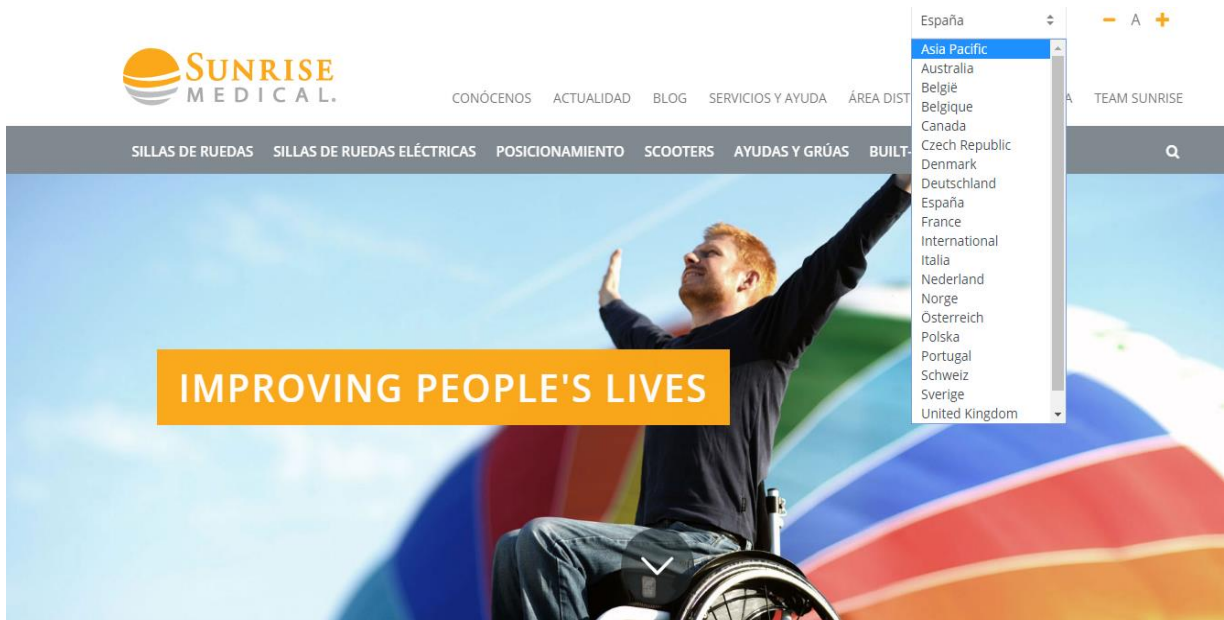 España
− A +
SUNRISE
MEDICAL.
CONÓCENOS ACTUALIDAD BLOG SERVICIOS Y AYUDA ÁREA DIST A TEAM SUNRISE
SILLAS DE RUEDAS SILLAS DE RUEDAS ELÉCTRICAS POSICIONAMIENTO SCOOTERS AYUDAS Y GRÚAS BUILT-
Asia Pacific
Australia
België
Belgique
Canada
Czech Republic
Denmark
Deutschland
España
France
International
Italia
Nederland
Norge
Österreich
Polska
Portugal
Schweiz
Sverige
United Kingdom
IMPROVING PEOPLE'S LIVES